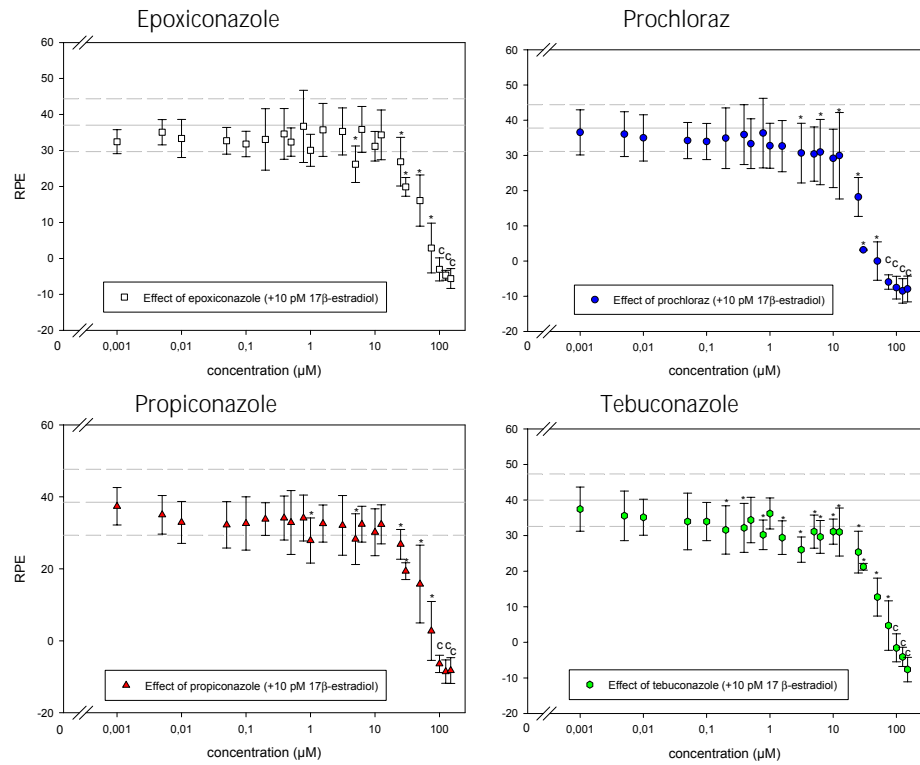 Epoxiconazole
60
50
40
30
20
10
0
-10
-20
RPE
* * * * *
c c c
Effect of epoxiconazole (+10 pM 17β-estradiol)
0 0,001 0,01 0,1 1 10 100
concentration (µM)
Prochloraz
60
50
40
30
20
10
0
-10
-20
* * * * * *
c c c c
Effect of prochloraz (+10 pM 17β-estradiol)
0 0,001 0,01 0,1 1 10 100
concentration (µM)
Propiconazole
60
40
20
0
-20
RPE
* * * * * *
c c c
Effect of propiconazole (+10 pM 17β-estradiol)
0 0,001 0,01 0,1 1 10 100
concentration (µM)
Tebuconazole
60
50
40
30
20
10
0
-10
-20
* * * * * * * * * * * *
c c c
Effect of tebuconazole (+10 pM 17 β-estradiol)
0 0,001 0,01 0,1 1 10 100
concentration (µM)